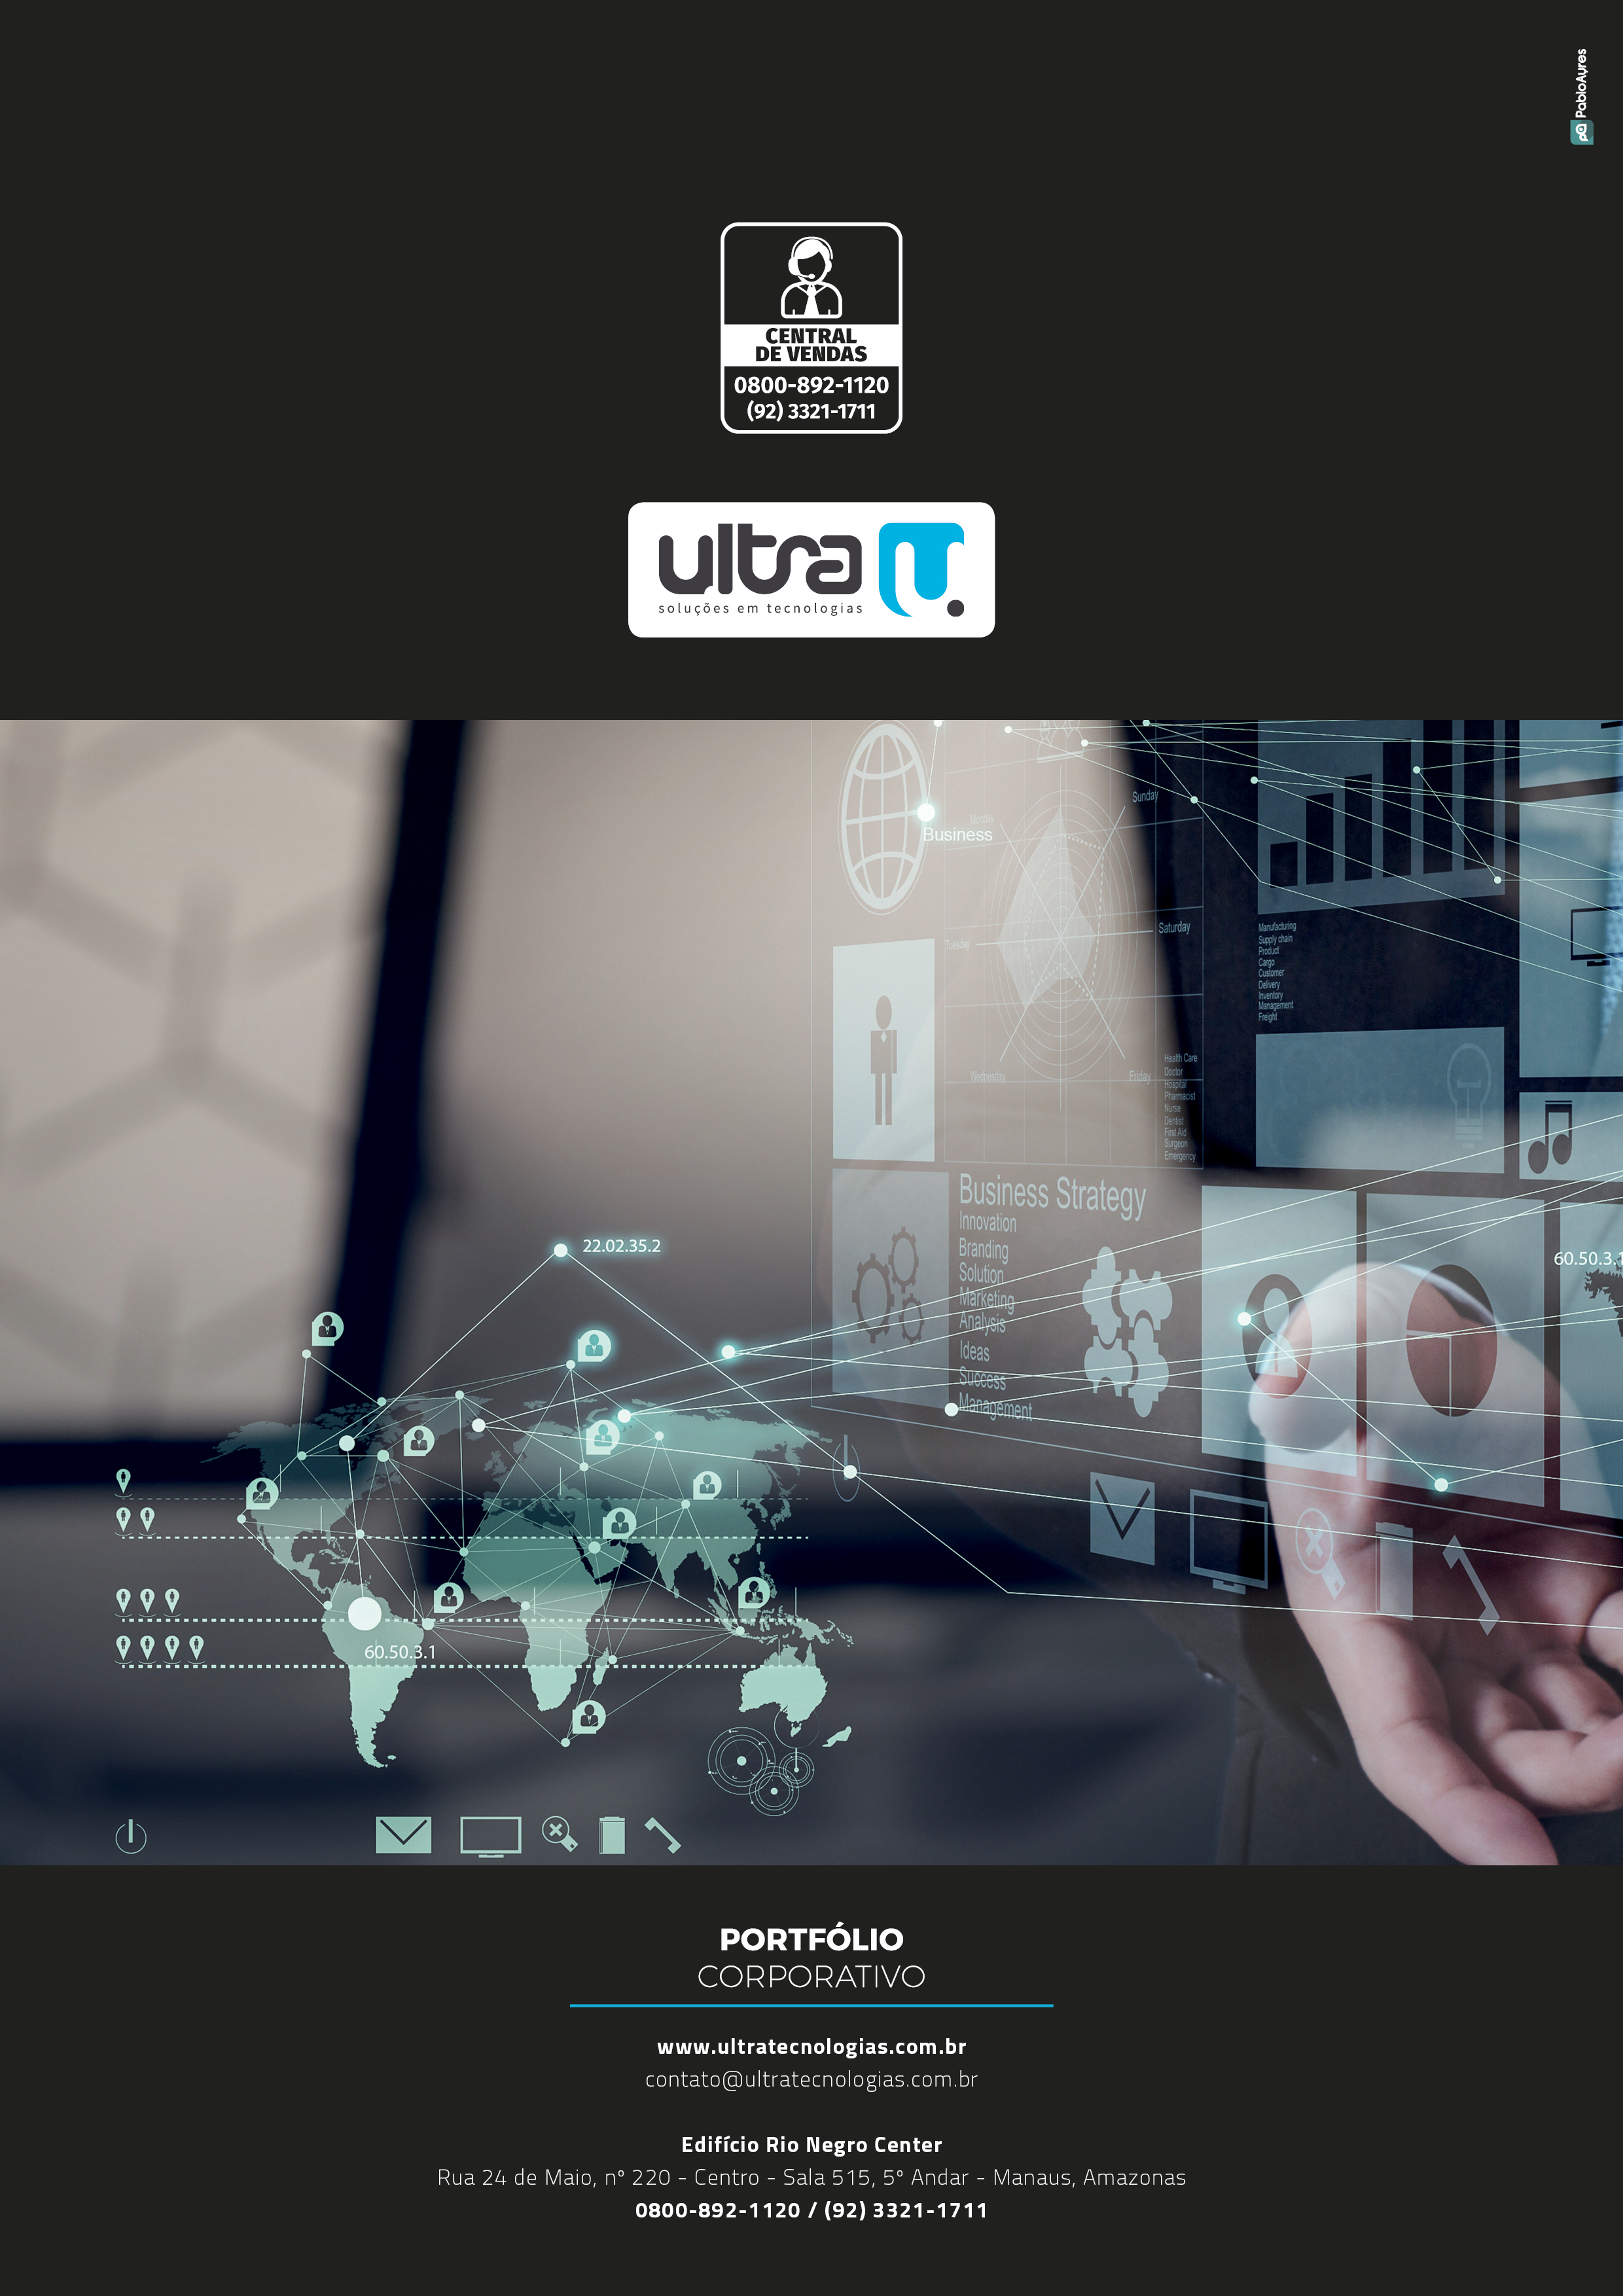 PabloAyres
CENTRAL
DE VENDAS
0800-892-1120
(92) 3321-1711
ultra
soluções em tecnologias
Business
Monday
Sunday
Tuesday
Saturday
Wednesday
Friday
Manufacturing
Supply chain
Product
Cargo
Customer
Delivery
Inventory
Management
Freight
Health Care
Doctor
Hospital
Pharmacist
Nurse
Dentist
First Aid
Surgeon
Emergency
Business Strategy
Innovation
Branding
Solution
Marketing
Analysis
Ideas
Success
Management
22.02.35.2
60.50.3.1
60.50.3.1
PORTFÓLIO
CORPORATIVO
www.ultratecnologias.com.br
contato@ultratecnologias.com.br
Edifício Rio Negro Center
Rua 24 de Maio, nº 220 - Centro - Sala 515, 5º Andar - Manaus, Amazonas
0800-892-1120 / (92) 3321-1711